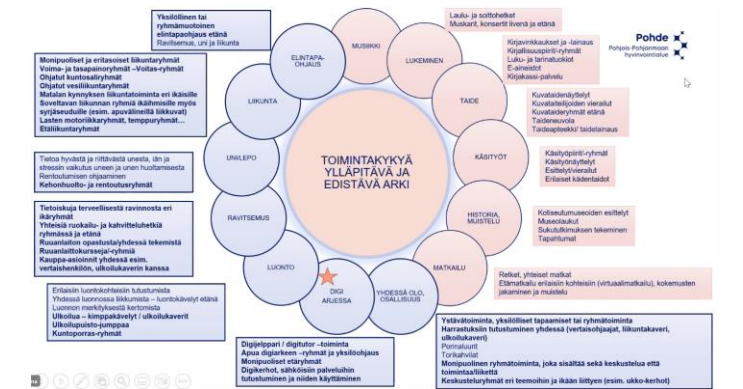 Yksilöllinen tai
ryhmämuotoinen
elintapaohjaus etänä
Ravitsemus, uni ja liikunta
Monipuoliset ja eritasoiset liikuntaryhmät
Voima- ja tasapainoryhmät –Voitas-ryhmät
Ohjatut kuntosaliryhmät
Ohjatut vesiliikuntaryhmät
Matalan kynnyksen liikuntatoiminta eri ikäisille
Soveltavan liikunnan ryhmiä ikäihmisille myös
syrjäseuduille (esim. apuvälineillä liikkuvat)
Lasten motoriikkaryhmät, temppuryhmät…
Etäliikuntaryhmät
Tietoa hyvästä ja riittävästä unesta, iän ja
stressin vaikutus uneen ja unen huoltamisesta
Rentoutumisen ohjaaminen
Kehonhuolto- ja rentoutusryhmät
Tietoiskuja terveellisestä ravinnosta eri
ikäryhmät
Yhteisiä ruokailu- ja kahvitteluhetkiä
ryhmässä ja etänä
Ruuanlaiton opastusta/yhdessä tekemistä
Ruuanlaittokursseja/-ryhmiä
Kauppa-asioinnit yhdessä esim.
vertaishenkilön, ulkoilukaverin kanssa
Erilaisiin luontokohteisiin tutustumista
Yhdessä luonnossa liikkumista – luontokävelyt etänä
Luonnon merkityksestä kertomista
Ulkoilua – kimppakävelyt / ulkoilukaverit
Ulkoilupuisto-jumppaa
Kuntoporras-ryhmät
Digijelppari / digitutor –toiminta
Apua digiarkeen –ryhmät ja yksilöohjaus
Monipuoliset etäryhmät
Digikerhot, sähköisiin palveluihin
tutustuminen ja niiden käyttäminen
ELINTAPA-
OHJAUS
MUSIIKKI
LUKEMINEN
TAIDE
KÄSITYÖT
HISTORIA,
MUISTELU
MATKAILU
YHDESSÄ OLO,
OSALLISUUS
DIGI
ARJESSA
LUONTO
RAVITSEMUS
UNI/LEPO
LIIKUNTA
TOIMINTAKYKYÄ
YLLÄPITÄVÄ JA
EDISTÄVÄ ARKI
Laulu- ja soittohetket
Muskarit, konsertit livenä ja etänä
Kirjavinkkaukset ja -lainaus
Kirjallisuuspiirit/-ryhmät
Luku- ja tarinatuokiot
E-aineistot
Kirjakassi-palvelu
Kuvataidenäyttelyt
Kuvataiteilijoiden vierailut
Kuvataideryhmät etänä
Taideneuvola
Taideapteekki/ taidelainaus
Käsityöpiirit/-ryhmät
Käsityönäyttelyt
Esittelyt/vierailut
Erilaiset kädentaidot
Kotiseutumuseoiden esittelyt
Museolaukut
Sukututkimuksen tekeminen
Tapahtumat
Retket, yhteiset matkat
Etämatkailu erilaisiin kohteisiin (virtuaalimatkailu), kokemusten
jakaminen ja muistelu
Ystävätoiminta, yksilölliset tapaamiset tai ryhmätoiminta
Harrastuksiin tutustuminen yhdessä (vertaisohjaajat, liikuntakaveri,
ulkoilukaveri)
Porinaluurit
Torikahvilat
Monipuolinen ryhmätoiminta, joka sisältää sekä keskustelua että
toimintaa/liikettä
Keskusteluryhmät eri teemoihin ja ikään liittyen (esim. ukko-kerhot)
Pohde
Pohjois-Pohjanmaan
hyvinvointialue